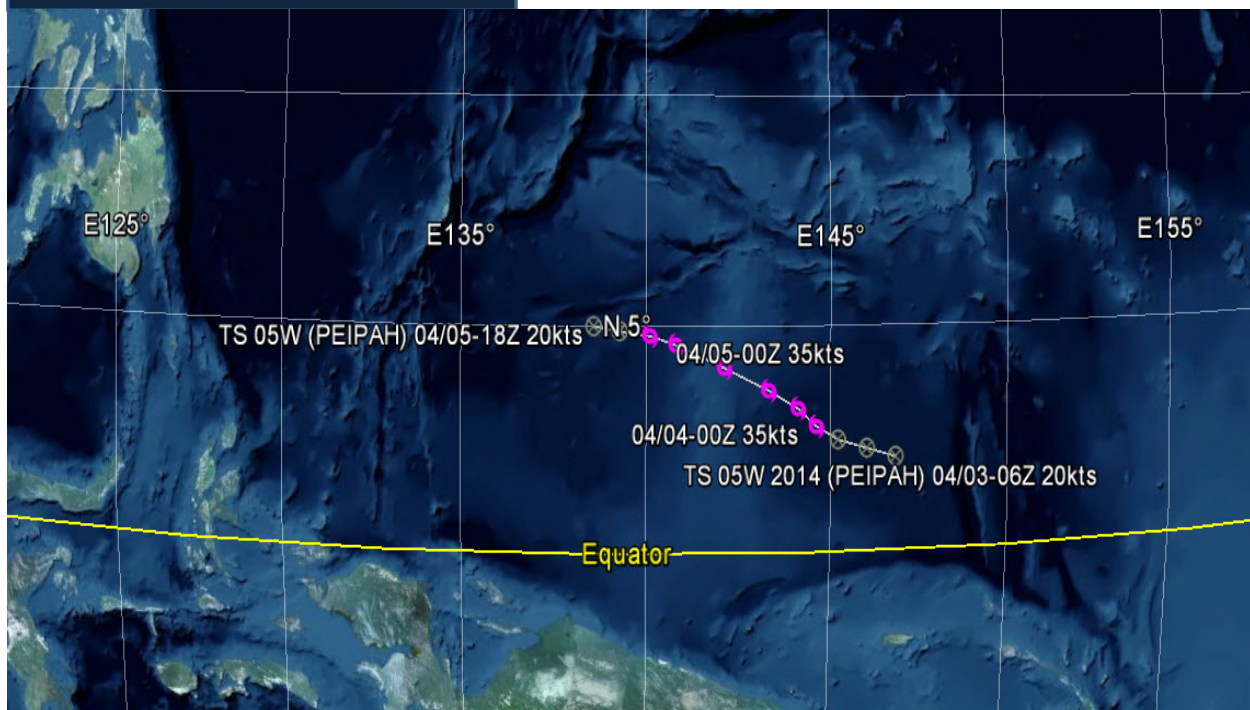 E125°
E135°
E145°
E155°
N 5°
TS 05W (PEIPAH) 04/05-18Z 20kts
04/05-00Z 35kts
04/04-00Z 35kts
TS 05W 2014 (PEIPAH) 04/03-06Z 20kts
Equator